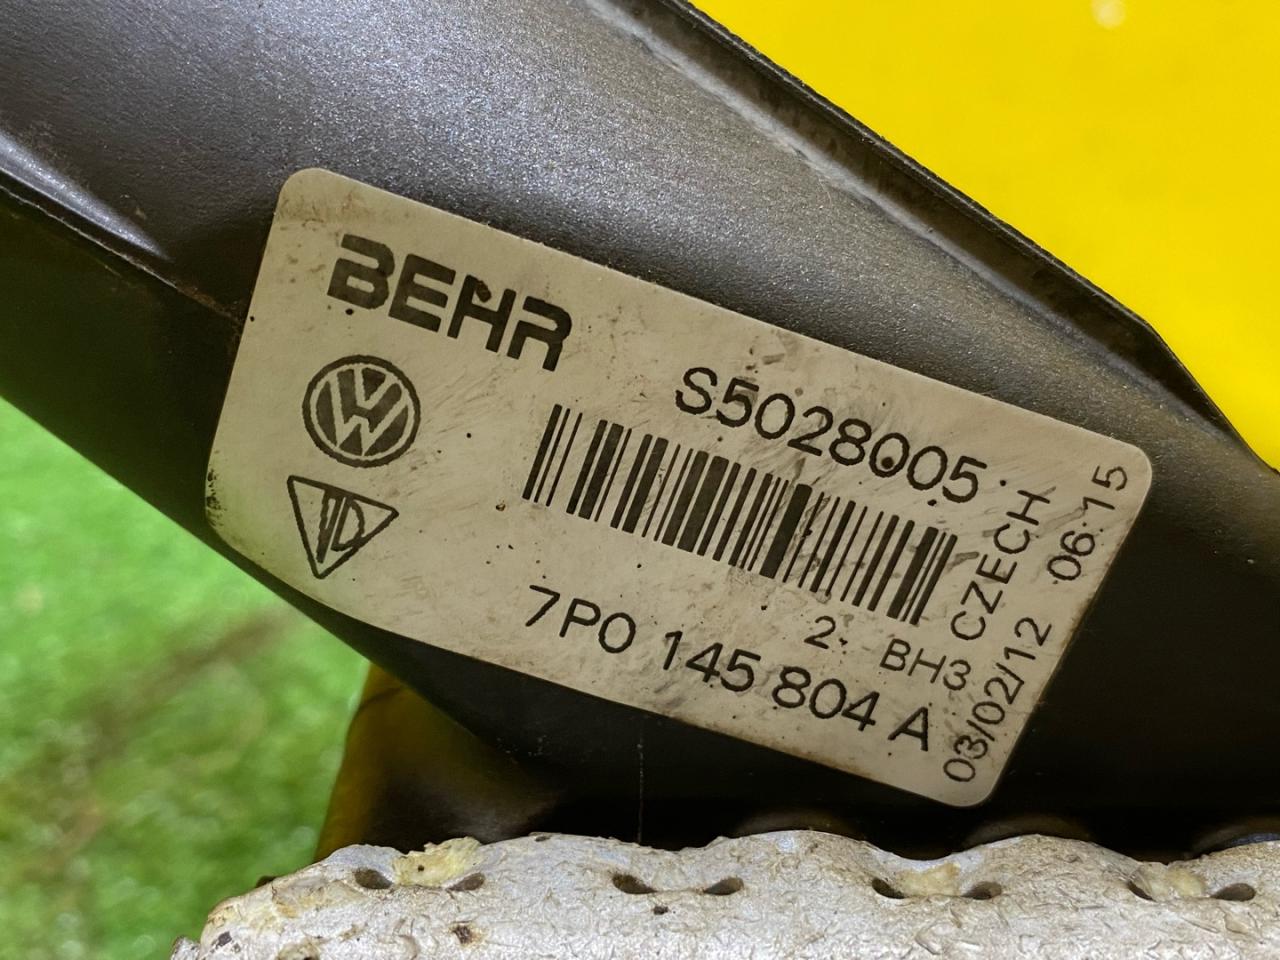 BEHR
S5028005
7P0 145 804 A
2. BH3
CZECH
03/02/12 06:15